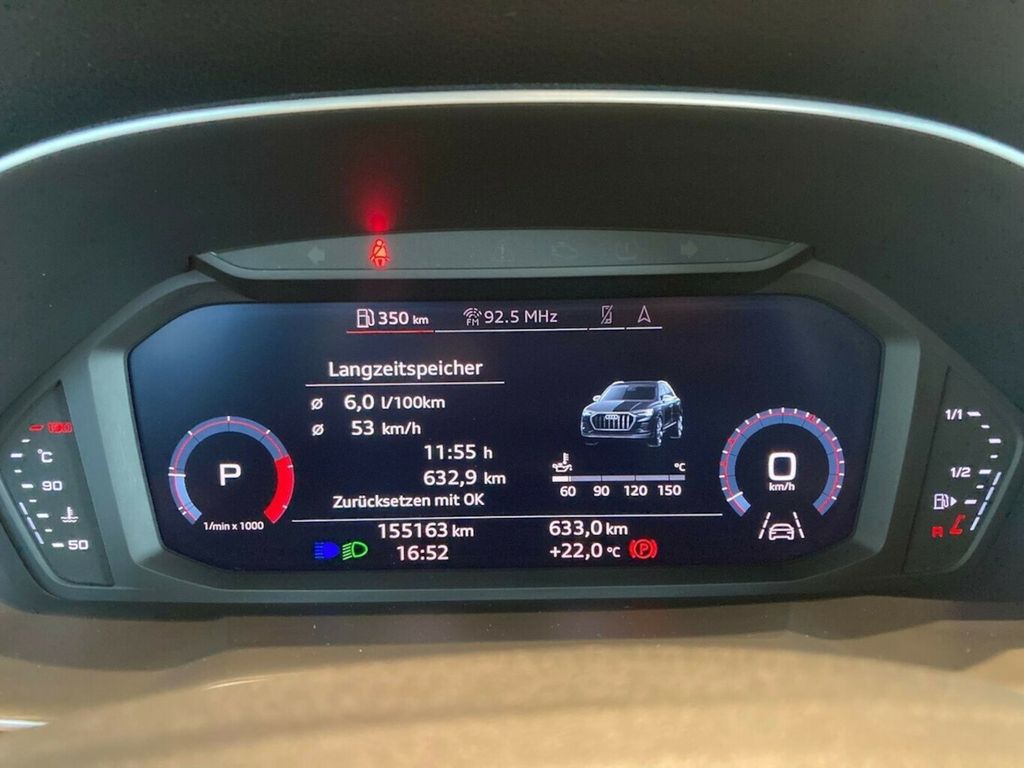 350 km
FM 92.5 MHz
Langzeitspeicher
ø 6,0 l/100km
ø 53 km/h
11:55 h
632,9 km
Zurücksetzen mit OK
155163 km
16:52
633,0 km
+22,0 °C
P
1/min x 1000
°C
60 90 120 150
0
km/h
(P)
°C
90
50
1/1
1/2
R